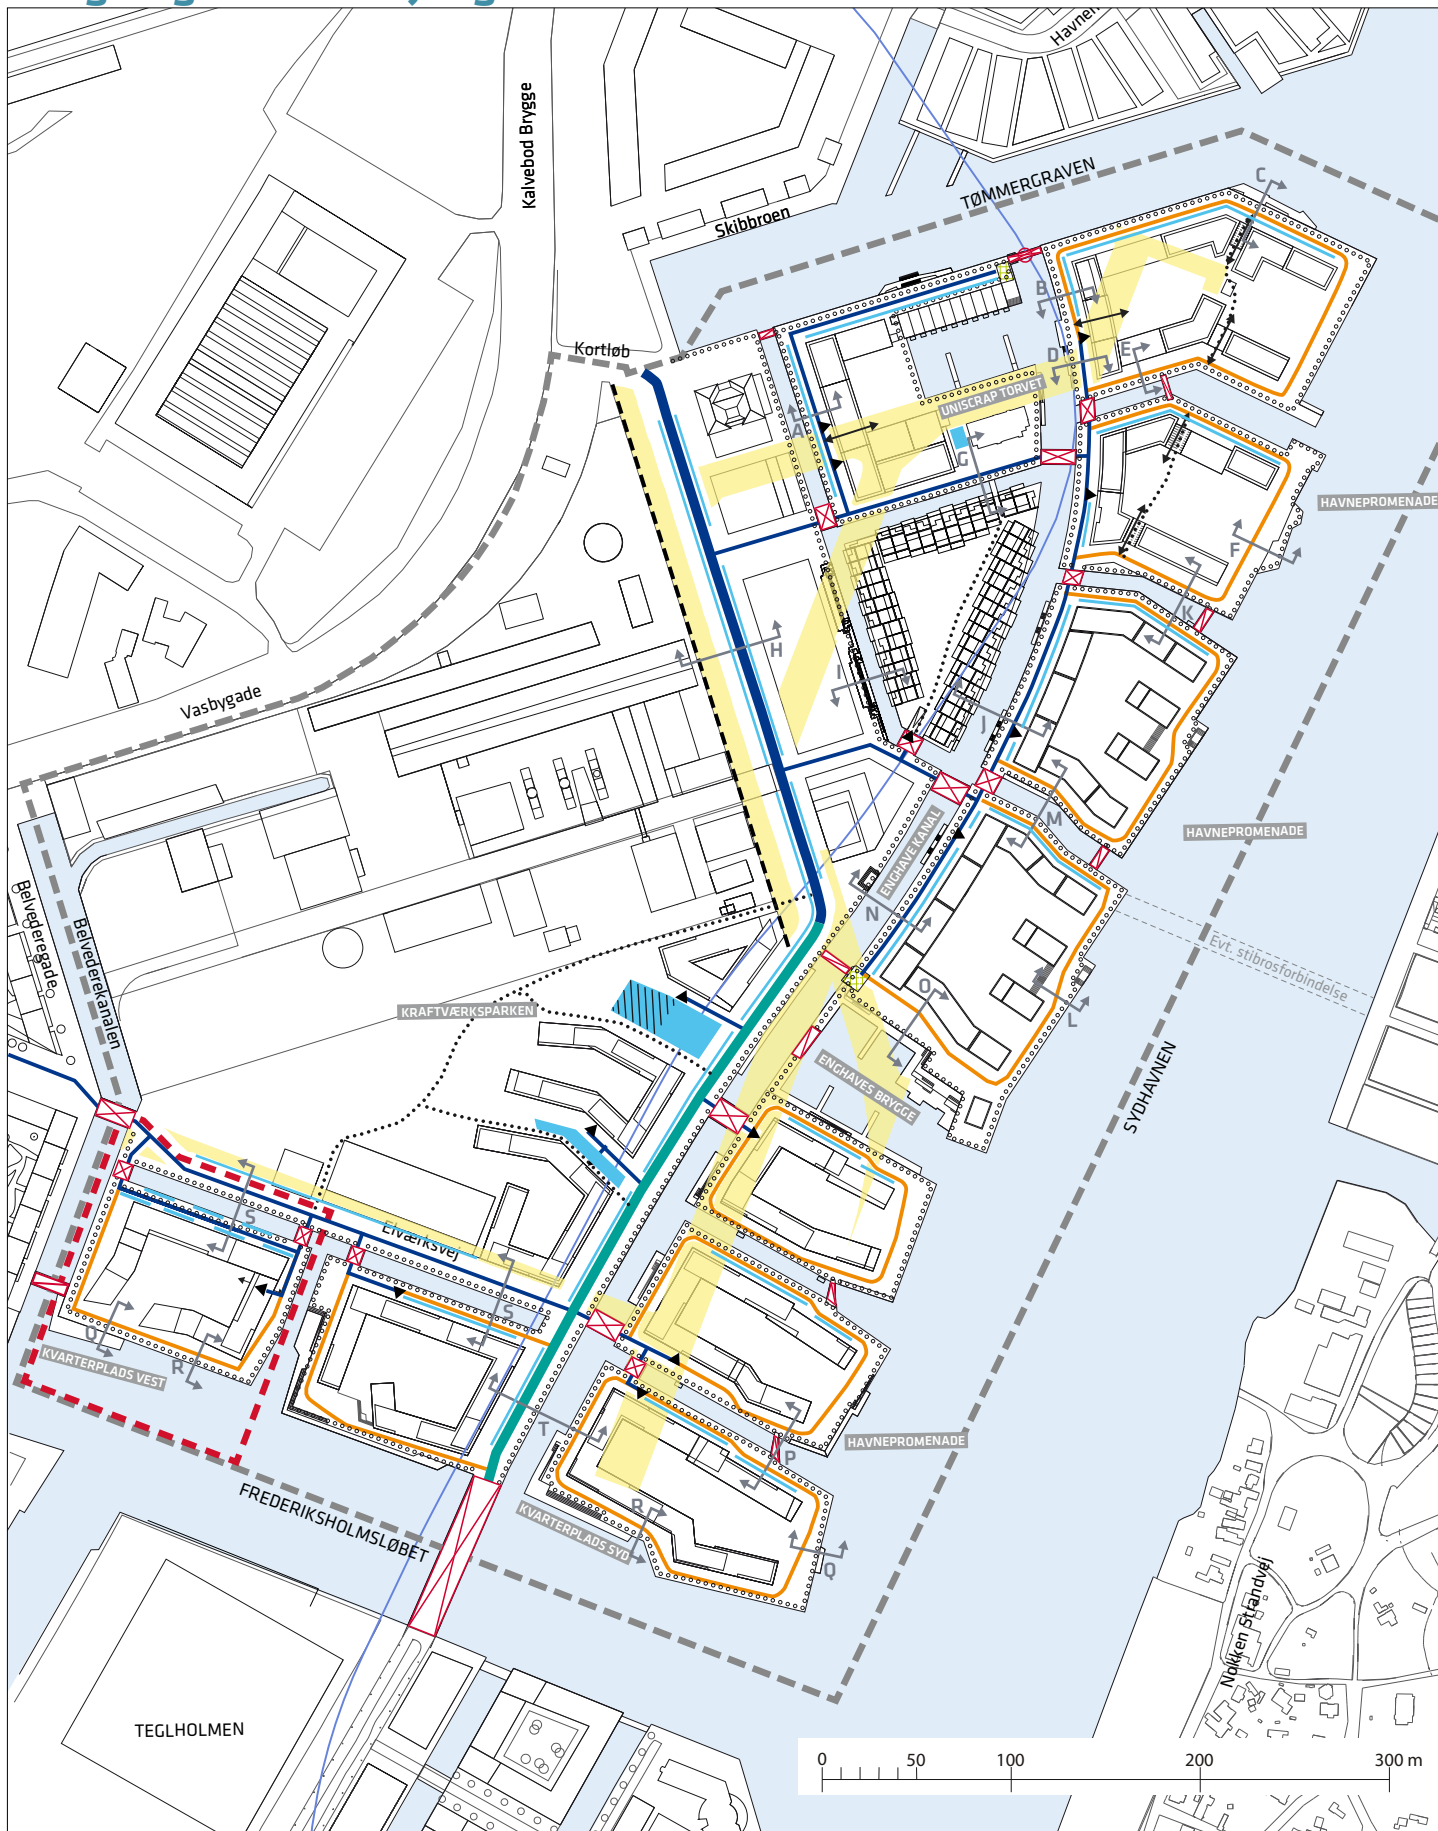 Havnen
Kalvebod Brygge
TØMMERGRAVEN
C
Skibbroen
B
Kortløb
D
E
UNISCRAP TORVET
A
G
HAVNEPROMENADE
F
K
H
I
Vasbygade
J
M
HAVNEPROMENADE
ENGHAVE KANAL
N
Belvederegade
Belvederekanalen
Evt. stibrosforbindelse
O
L
KRAFTVÆRKSPARKEN
ENGHAVES BRYGGE
SYDHAVNEN
S
Elværksvej
S
Q
R
KVARTERPLADS VEST
T
HAVNEPROMENADE
P
FREDERIKSHOLMSLØBET
R
KVARTERPLADS SYD
Q
Nokken Strandvej
TEGLHOLMEN
0 50 100 200 300 m